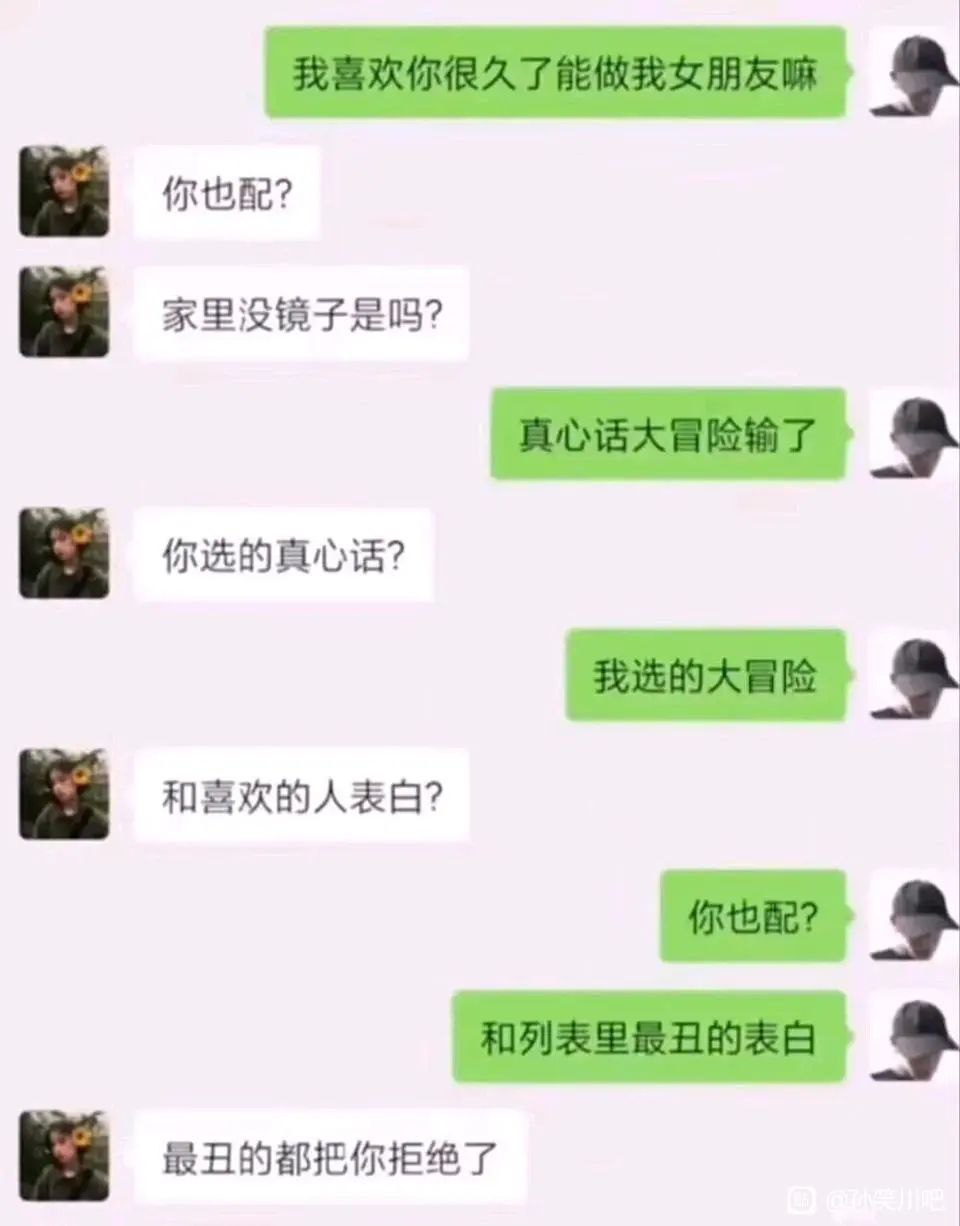 我喜欢你很久了能做我女朋友嘛
你也配?
家里没镜子是吗?
真心话大冒险输了
你选的真心话?
我选的大冒险
和喜欢的人表白?
你也配?
和列表里最丑的表白
最丑的都把你拒绝了
@孙笑川吧